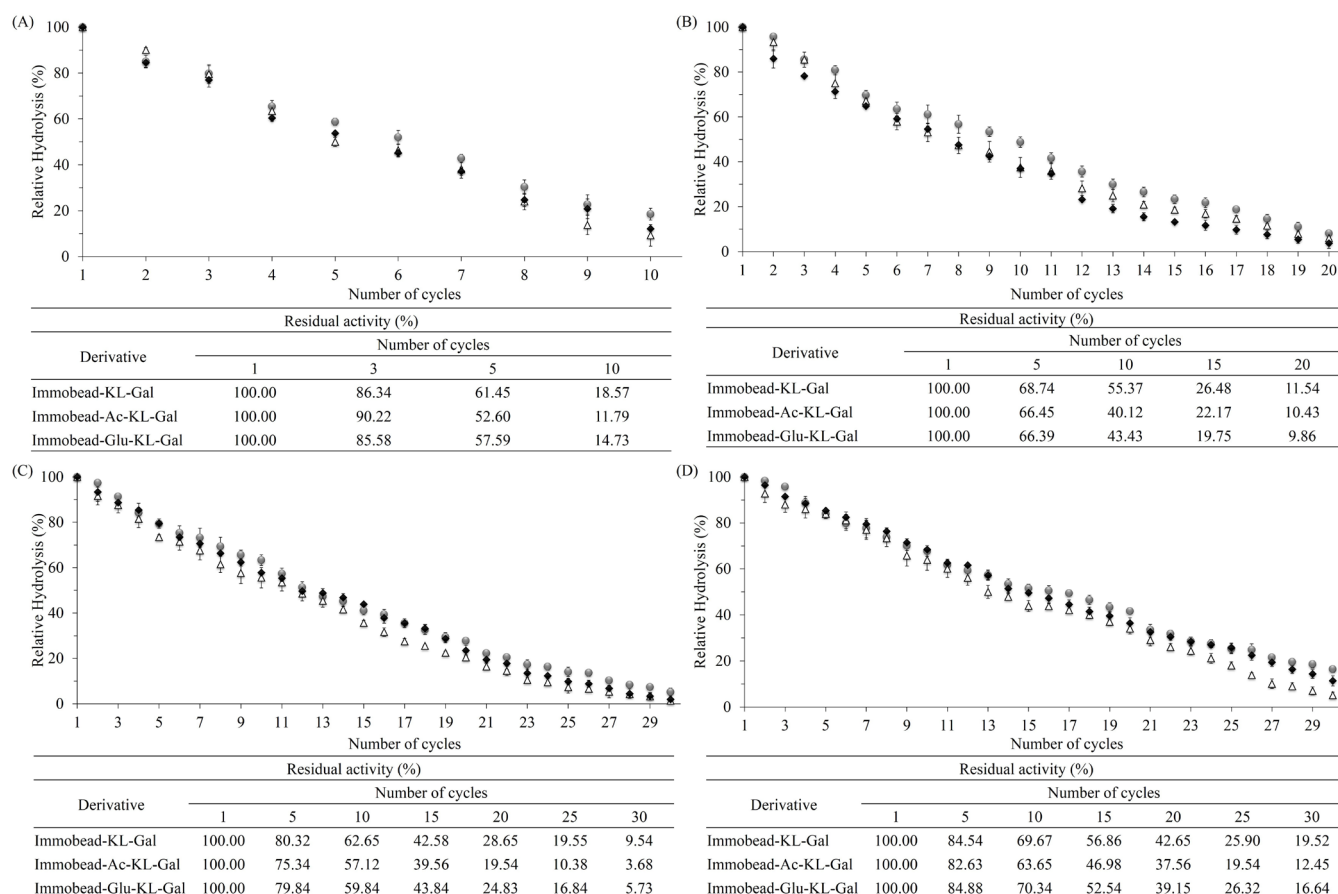 (A)
Relative Hydrolysis (%)
100
80
60
40
20
0
1 2 3 4 5 6 7 8 9 10
Number of cycles
Residual activity (%)
Derivative
Number of cycles
1 3 5 10
Immobead-KL-Gal 100.00 86.34 61.45 18.57
Immobead-Ac-KL-Gal 100.00 90.22 52.60 11.79
Immobead-Glu-KL-Gal 100.00 85.58 57.59 14.73
(B)
Relative Hydrolysis (%)
100
80
60
40
20
0
1 2 3 4 5 6 7 8 9 10 11 12 13 14 15 16 17 18 19 20
Number of cycles
Residual activity (%)
Derivative
Number of cycles
1 5 10 15 20
Immobead-KL-Gal 100.00 68.74 55.37 26.48 11.54
Immobead-Ac-KL-Gal 100.00 66.45 40.12 22.17 10.43
Immobead-Glu-KL-Gal 100.00 66.39 43.43 19.75 9.86
(C)
Relative Hydrolysis (%)
100
80
60
40
20
0
1 3 5 7 9 11 13 15 17 19 21 23 25 27 29
Number of cycles
Residual activity (%)
Derivative
Number of cycles
1 5 10 15 20 25 30
Immobead-KL-Gal 100.00 80.32 62.65 42.58 28.65 19.55 9.54
Immobead-Ac-KL-Gal 100.00 75.34 57.12 39.56 19.54 10.38 3.68
Immobead-Glu-KL-Gal 100.00 79.84 59.84 43.84 24.83 16.84 5.73
(D)
Relative Hydrolysis (%)
100
80
60
40
20
0
1 3 5 7 9 11 13 15 17 19 21 23 25 27 29
Number of cycles
Residual activity (%)
Derivative
Number of cycles
1 5 10 15 20 25 30
Immobead-KL-Gal 100.00 84.54 69.67 56.86 42.65 25.90 19.52
Immobead-Ac-KL-Gal 100.00 82.63 63.65 46.98 37.56 19.54 12.45
Immobead-Glu-KL-Gal 100.00 84.88 70.34 52.54 39.15 26.32 16.64